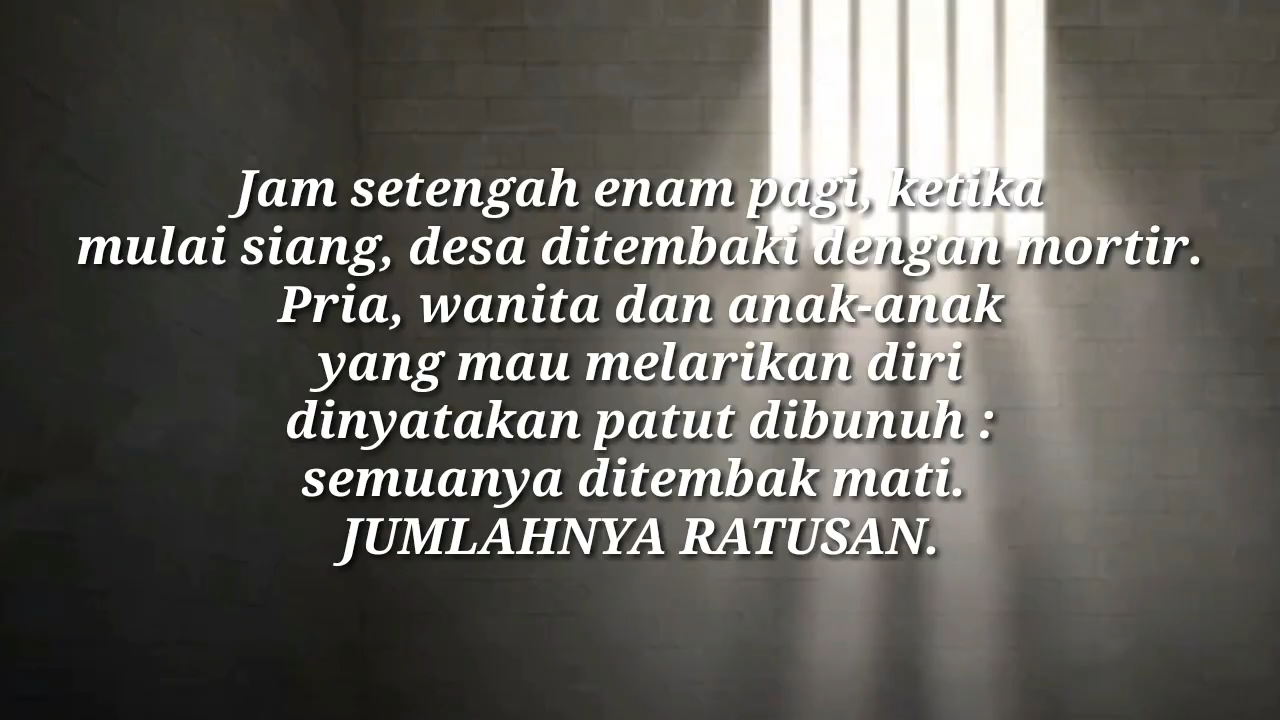 Jam setengah enam pagi, ketika
mulai siang, desa ditembaki dengan mortir.
Pria, wanita dan anak-anak
yang mau melarikan diri
dinyatakan patut dibunuh :
semuanya ditembak mati.
JUMLAHNYA RATUSAN.